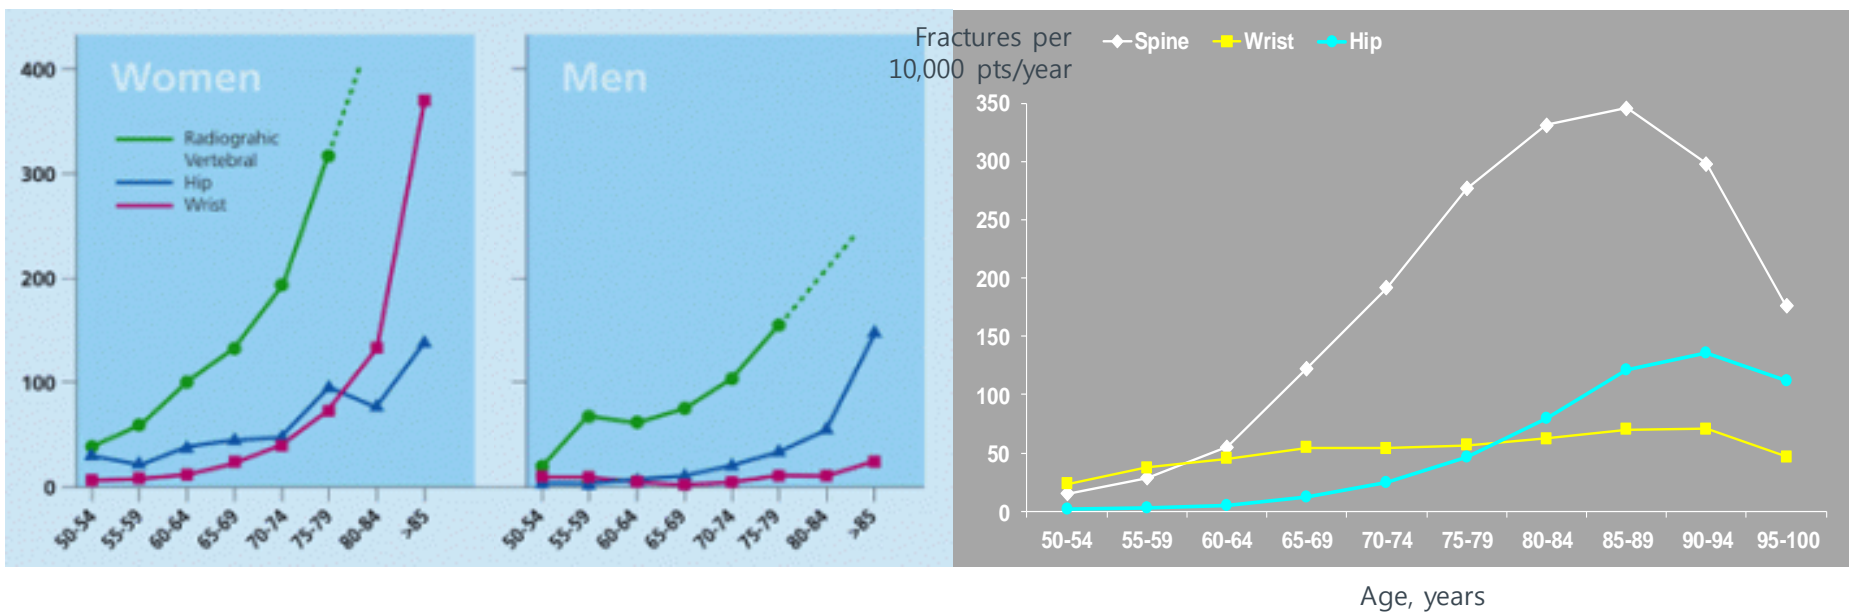 Women
Radiograhic
Vertebral
Hip
Wrist
400
300
200
100
0
50-54
55-59
60-64
65-69
70-74
75-79
80-84
>85
Men
50-54
55-59
60-64
65-69
70-74
75-79
80-84
>85
Fractures per
10,000 pts/year
Spine Wrist Hip
350
300
250
200
150
100
50
0
50-54 55-59 60-64 65-69 70-74 75-79 80-84 85-89 90-94 95-100
Age, years